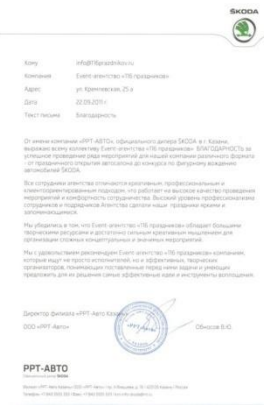 ŠKODA
Кому info@116prazdnikov.ru
Компания Event-агентство «116 праздников»
Адрес ул. Кремлевская, 25 а
Дата 22.09.2011 г
Текст письма Благодарность
От имени компании «РРТ-АВТО», официального дилера ŠKODA в г. Казани,
выражаю всему коллективу Event-агентства «116 праздников» БЛАГОДАРНОСТЬ за
успешное проведение ряда мероприятий для нашей компании различного формата
- от праздничного открытия автосалона до конкурса по фигурному вождению
автомобилей ŠKODA.
Все сотрудники агентства отличаются креативным, профессиональным и
клиентоориентированным подходом, что работает на высокое качество проведения
мероприятий и комфортность сотрудничества. Высокий уровень профессионализма
сотрудников и подрядчиков Агентства сделали наши праздники яркими и
запоминающимися.
Мы убедились в том, что Event-агентство «116 праздников» обладает большими
творческими ресурсами и достаточно сильным креативным мышлением для
организации сложных концептуальных и значимых мероприятий.
Мы с удовольствием рекомендуем Event-агентство «116 праздников» компаниям,
которые ищут не просто исполнителей, но и эффективных, творческих
организаторов, понимающих поставленные перед ними задачи и умеющих
предложить для их решения самые эффективные идеи и инструменты воплощения.
Директор филиала «РРТ-Авто Казань»
ООО «РРТ-Авто» Обносов В.Ю.
РРТ-АВТО